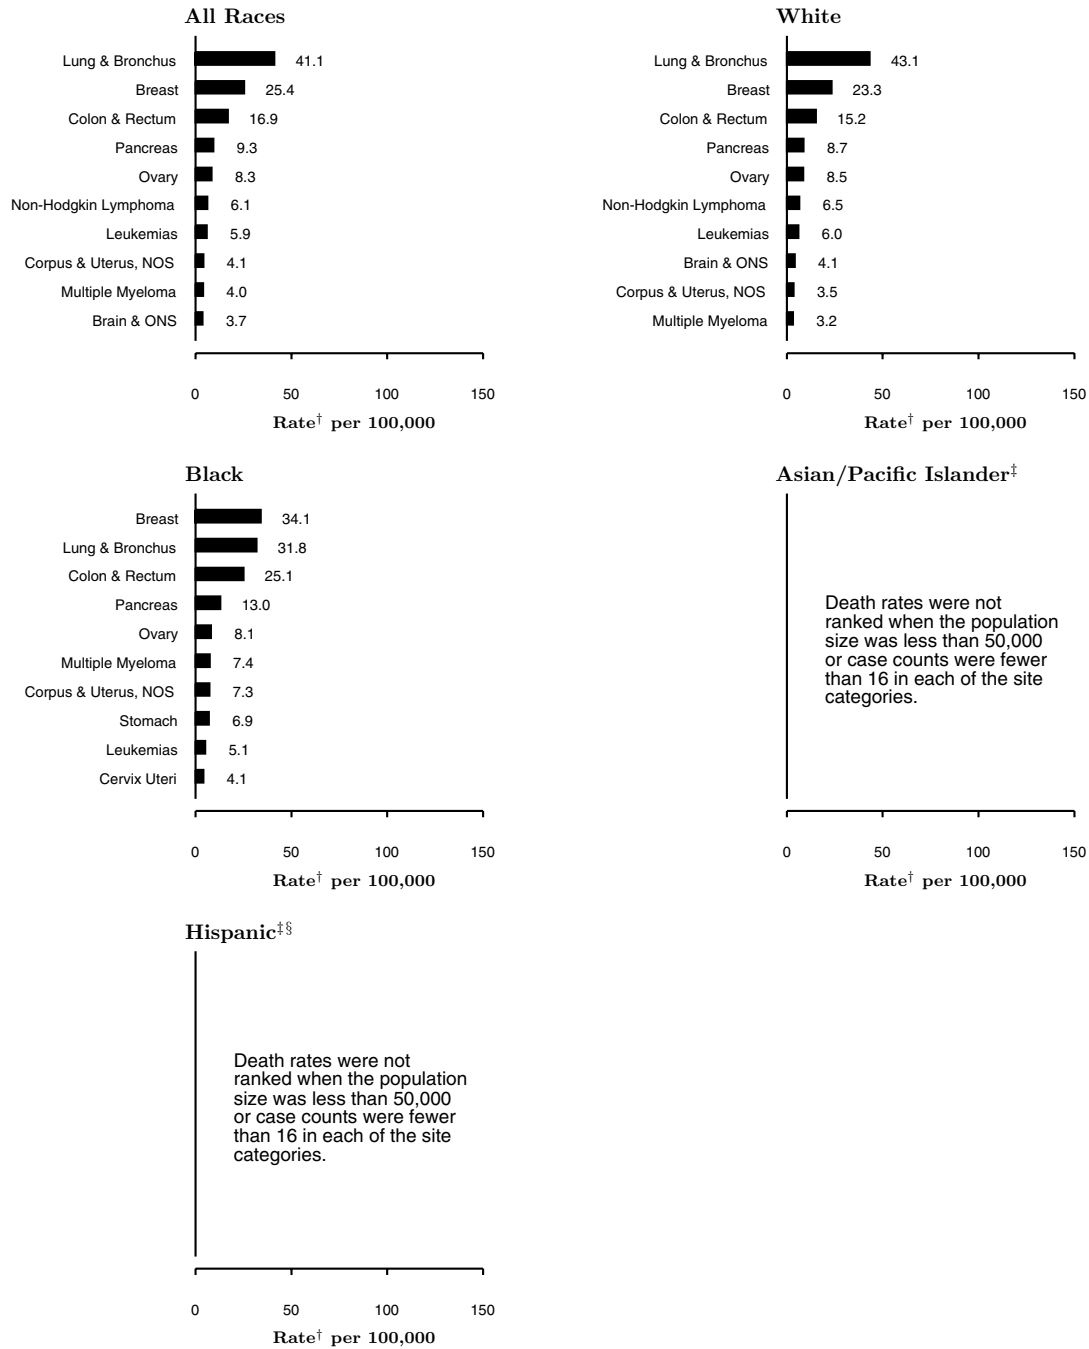 All Races
Lung & Bronchus 41.1
Breast 25.4
Colon & Rectum 16.9
Pancreas 9.3
Ovary 8.3
Non-Hodgkin Lymphoma 6.1
Leukemias 5.9
Corpus & Uterus, NOS 4.1
Multiple Myeloma 4.0
Brain & ONS 3.7
0 50 100 150
Rate† per 100,000
White
Lung & Bronchus 43.1
Breast 23.3
Colon & Rectum 15.2
Pancreas 8.7
Ovary 8.5
Non-Hodgkin Lymphoma 6.5
Leukemias 6.0
Brain & ONS 4.1
Corpus & Uterus, NOS 3.5
Multiple Myeloma 3.2
0 50 100 150
Rate† per 100,000
Black
Breast 34.1
Lung & Bronchus 31.8
Colon & Rectum 25.1
Pancreas 13.0
Ovary 8.1
Multiple Myeloma 7.4
Corpus & Uterus, NOS 7.3
Stomach 6.9
Leukemias 5.1
Cervix Uteri 4.1
0 50 100 150
Rate† per 100,000
Asian/Pacific Islander‡
Death rates were not
ranked when the population
size was less than 50,000
or case counts were fewer
than 16 in each of the site
categories.
0 50 100 150
Rate† per 100,000
Hispanic‡§
Death rates were not
ranked when the population
size was less than 50,000
or case counts were fewer
than 16 in each of the site
categories.
0 50 100 150
Rate† per 100,000